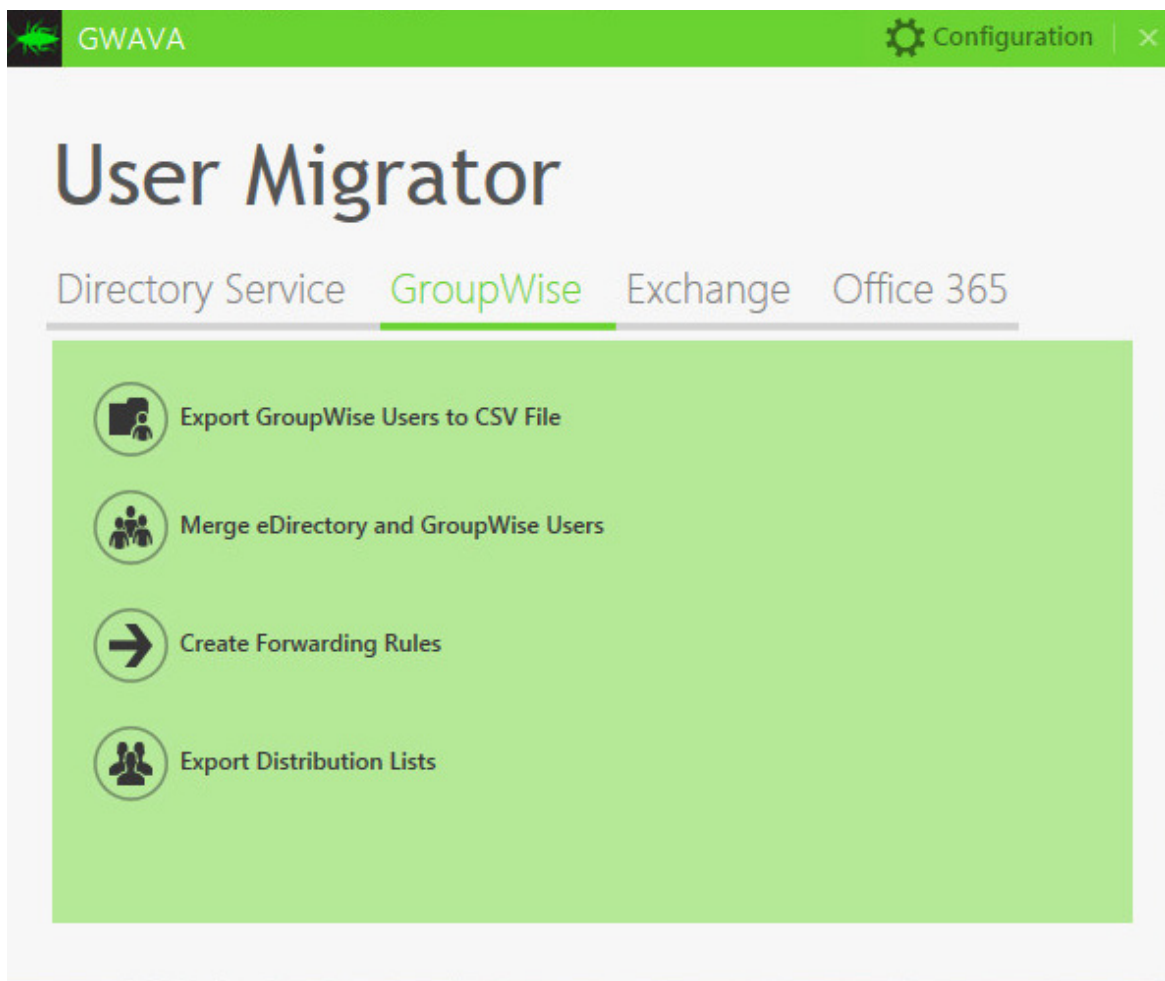 GWAVA
Configuration
User Migrator
Directory Service GroupWise Exchange Office 365
Export GroupWise Users to CSV File
Merge eDirectory and GroupWise Users
Create Forwarding Rules
Export Distribution Lists